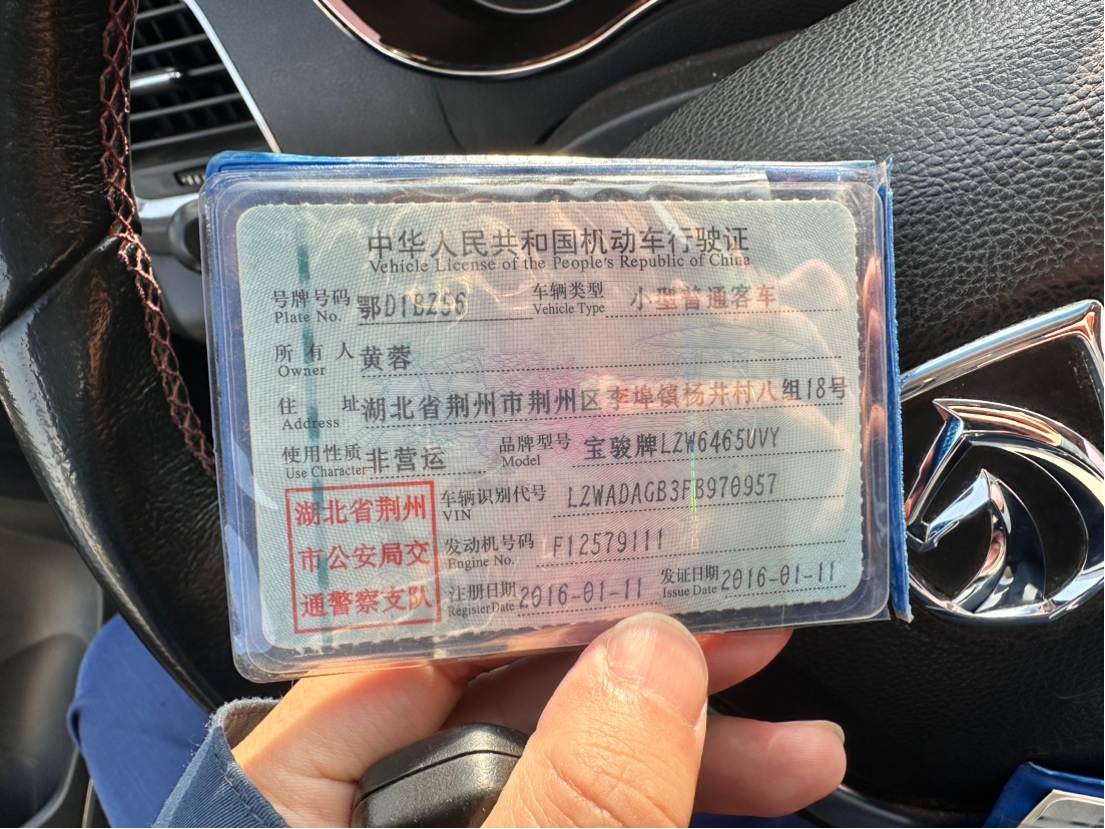 中华人民共和国机动车行驶证
Vehicle License of the People's Republic of China
号牌号码 鄂D1BZ56 车辆类型 小型普通客车
Plate No. Vehicle Type
所有人 黄蓉
Owner
住址 湖北省荆州市荆州区李埠镇杨井村八组18号
Address
使用性质 非营运 品牌型号 宝骏牌LZW6465UVY
Use Character Model
湖北省荆州
市公安局交
通警察支队
车辆识别代号 LZWADAGB3FB970957
VIN
发动机号码 F12579111
Engine No.
注册日期 2016-01-11 发证日期 2016-01-11
Register Date Issue Date